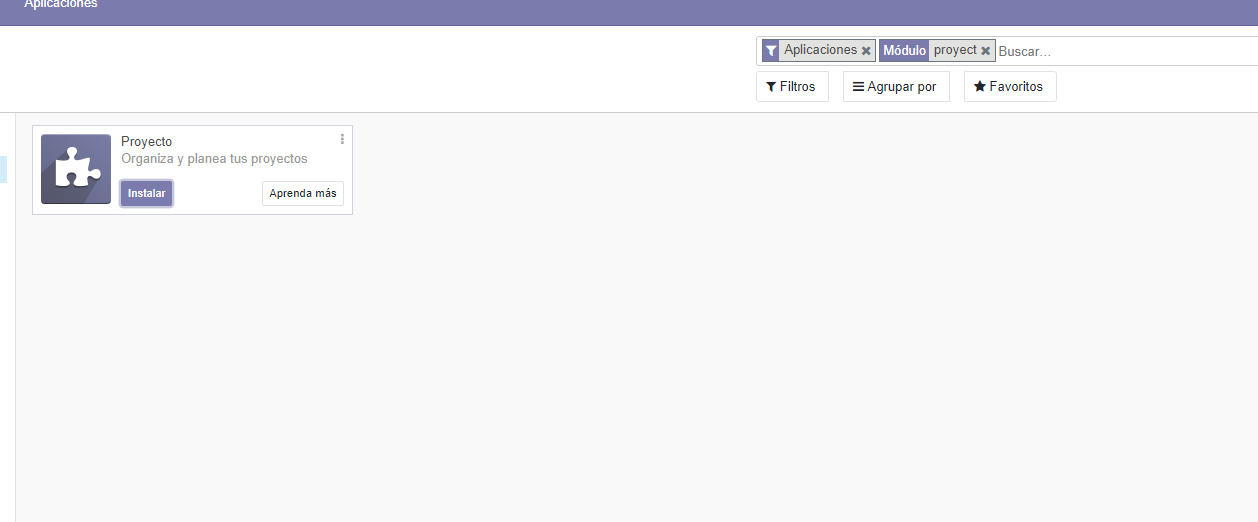 Aplicaciones
Aplicaciones Módulo proyect Buscar...
Filtros Agrupar por Favoritos
Proyecto
Organiza y planea tus proyectos
Instalar Aprenda más